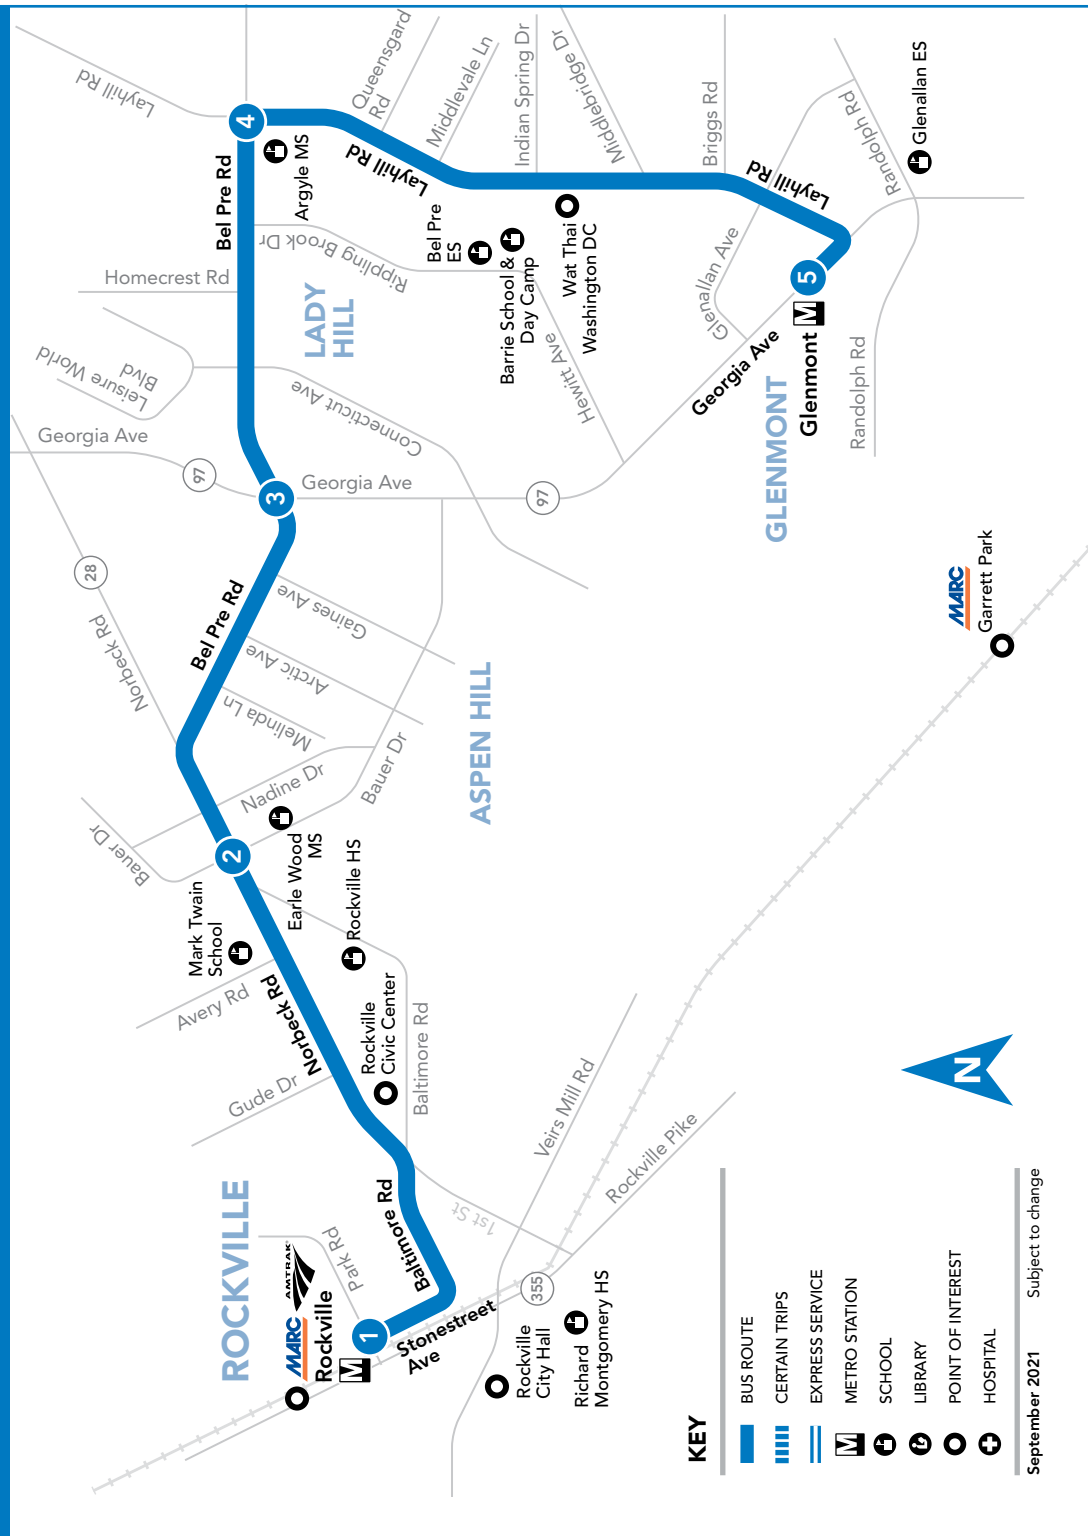 ROCKVILLE
MARC
AMTRAK
Rockville
M
1
Park Rd
Stonestreet
Ave
Baltimore Rd
1st St
355
Rockville
City Hall
Richard
Montgomery HS
Veirs Mill Rd
Rockville Pike
Gude Dr
Avery Rd
Norbeck Rd
Rockville
Civic Center
Baltimore Rd
Rockville HS
Mark Twain
School
Earle Wood
MS
2
Bauer Dr
Nadine Dr
Bauer Dr
Melinda Ln
Arctic Ave
Gaines Ave
Norbeck Rd
28
Bel Pre Rd
ASPEN HILL
3
97
Georgia Ave
Georgia Ave
97
Leisure World
Blvd
Connecticut Ave
Homecrest Rd
LADY
HILL
Bel Pre Rd
Rippling Brook Dr
4
Argyle MS
Layhill Rd
Layhill Rd
Queensgard
Rd
Middlevale Ln
Indian Spring Dr
Middlebridge Dr
Bel Pre
ES
Barrie School &
Day Camp
Wat Thai
Washington DC
Hewitt Ave
Briggs Rd
Layhill Rd
Glenallan Ave
Georgia Ave
Randolph Rd
Glenallan ES
5
M
Glenmont
GLENMONT
Randolph Rd
MARC
Garrett Park
N
KEY
BUS ROUTE
CERTAIN TRIPS
EXPRESS SERVICE
M METRO STATION
SCHOOL
LIBRARY
POINT OF INTEREST
HOSPITAL
September 2021 Subject to change